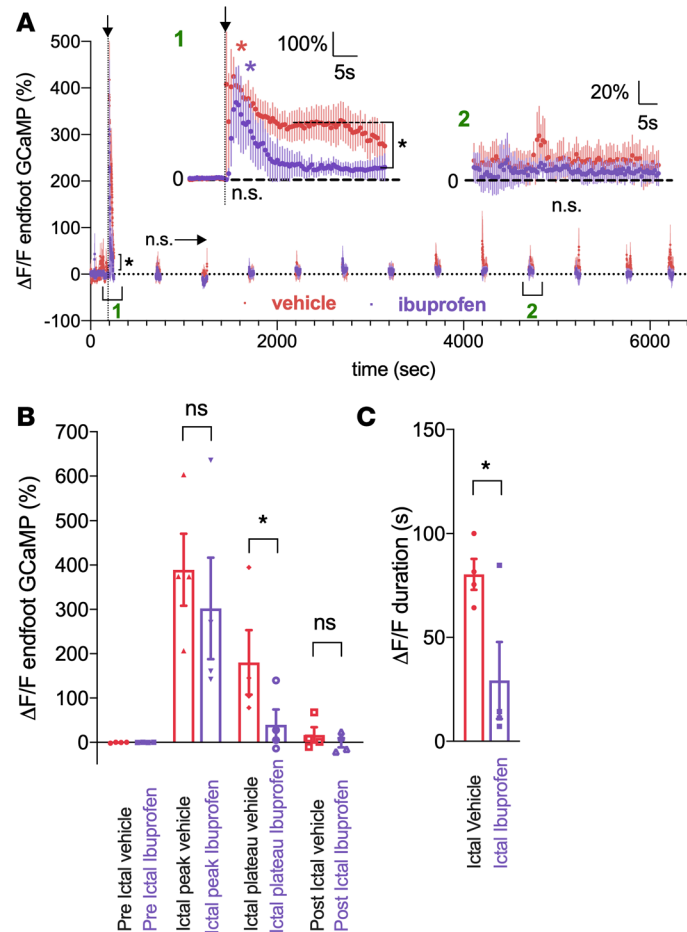 A
1
*
*
100%
5s
20%
5s
2
500
400
300
200
100
0
-100
ΔF/F endfoot GCaMP (%)
0
n.s.
*
0
n.s.
n.s.
*
1
vehicle
ibuprofen
2
0
2000
4000
6000
time (sec)
B
700
600
500
400
300
200
100
0
ΔF/F endfoot GCaMP (%)
ns
*
ns
Pre Ictal vehicle
Pre Ictal Ibuprofen
Ictal peak vehicle
Ictal peak Ibuprofen
Ictal plateau vehicle
Ictal plateau Ibuprofen
Post Ictal vehicle
Post Ictal Ibuprofen
C
150
100
50
0
ΔF/F duration (s)
*
Ictal Vehicle
Ictal Ibuprofen